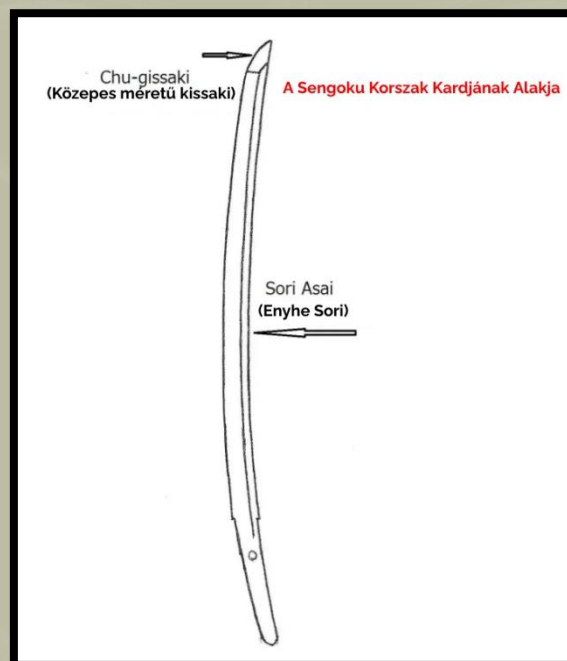 Chu-gissaki
(Közepes méretű kissaki)
A Sengoku Korszak Kardjának Alakja
Sori Asai
(Enyhe Sori)